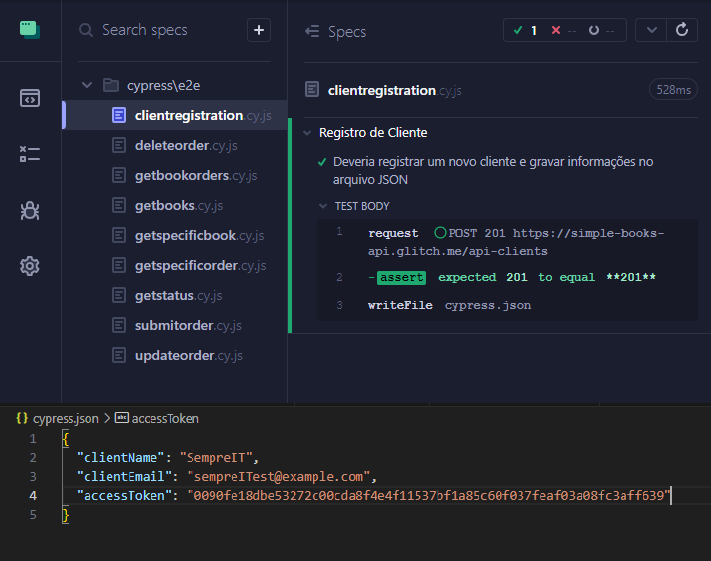 Search specs
+
Specs
1
--
--
cypress\e2e
clientregistration.cy.js
deleteorder.cy.js
getbookorders.cy.js
getbooks.cy.js
getspecificbook.cy.js
getspecificorder.cy.js
getstatus.cy.js
submitorder.cy.js
updateorder.cy.js
clientregistration.cy.js
528ms
Registro de Cliente
Deveria registrar um novo cliente e gravar informações no
arquivo JSON
TEST BODY
1 request POST 201 https://simple-books-
api.glitch.me/api-clients
2 -assert expected 201 to equal **201**
3 writeFile cypress.json
{} cypress.json > abc accessToken
1 {
2 "clientName": "SempreIT",
3 "clientEmail": "sempreITest@example.com",
4 "accessToken": "0090fe18dbe53272c00cda8f4e4f11537bf1a85c60f037feaf03a08fc3aff639"
5 }